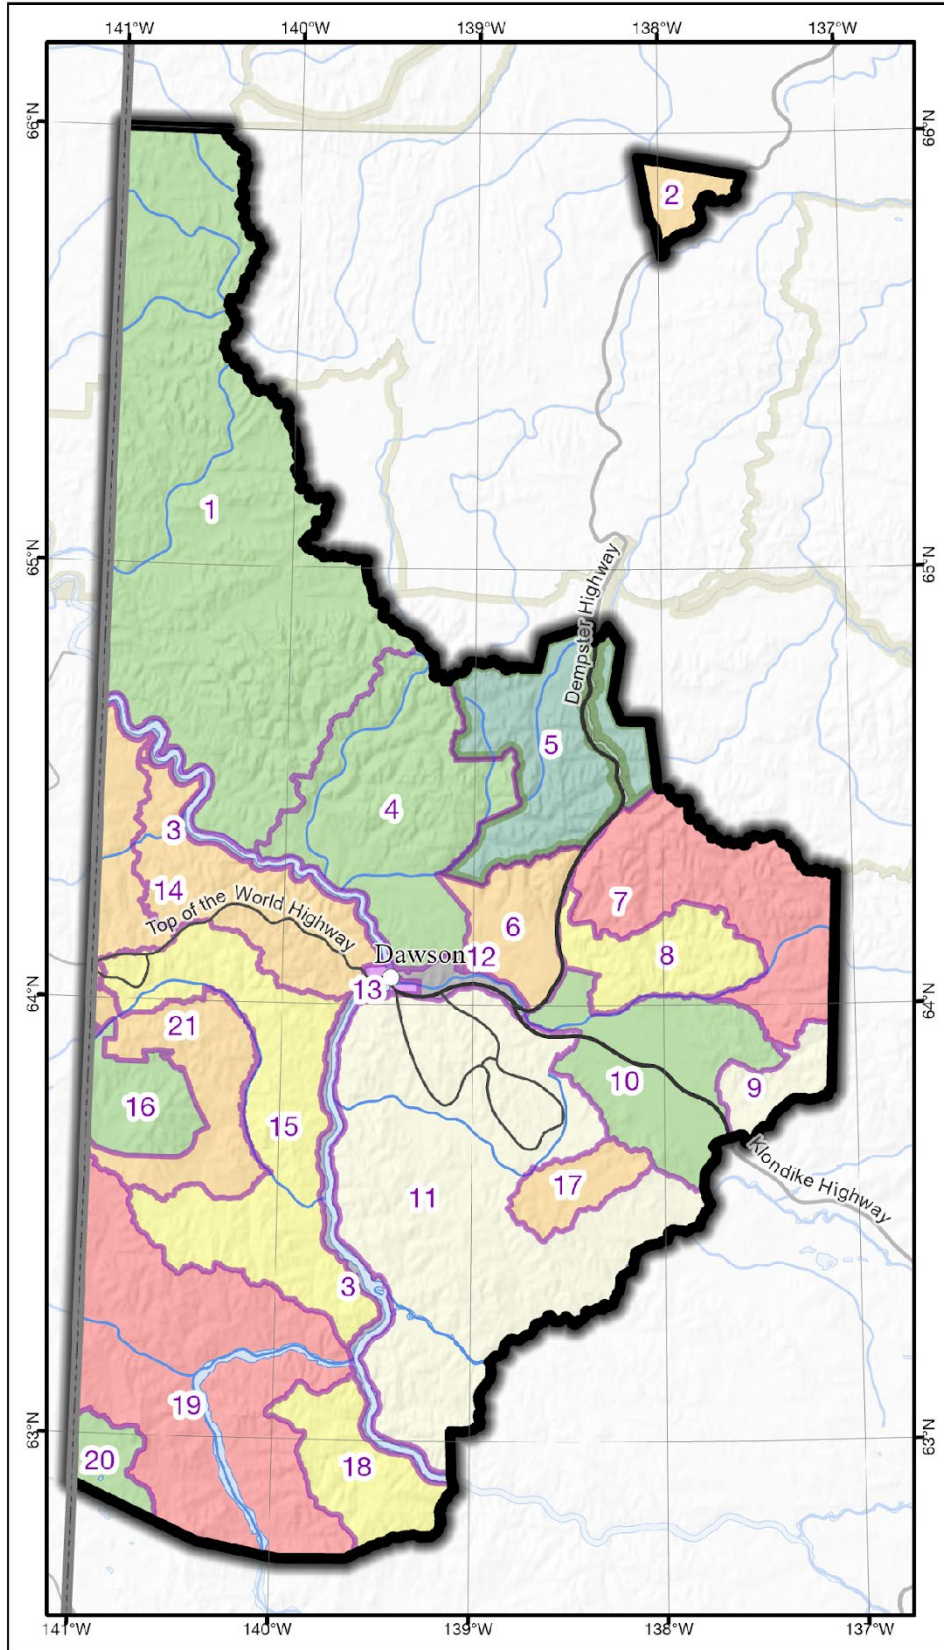 141°W 140°W 139°W 138°W 137°W
66°N 66°N
2
1
65°N 65°N
Dempster Highway
5
4
3
14
Top of the World Highway
6
7
8
12
Dawson
13
64°N 64°N
21
16
15
10
9
Klondike Highway
17
11
3
19
18
20
63°N 63°N
141°W 140°W 139°W 138°W 137°W